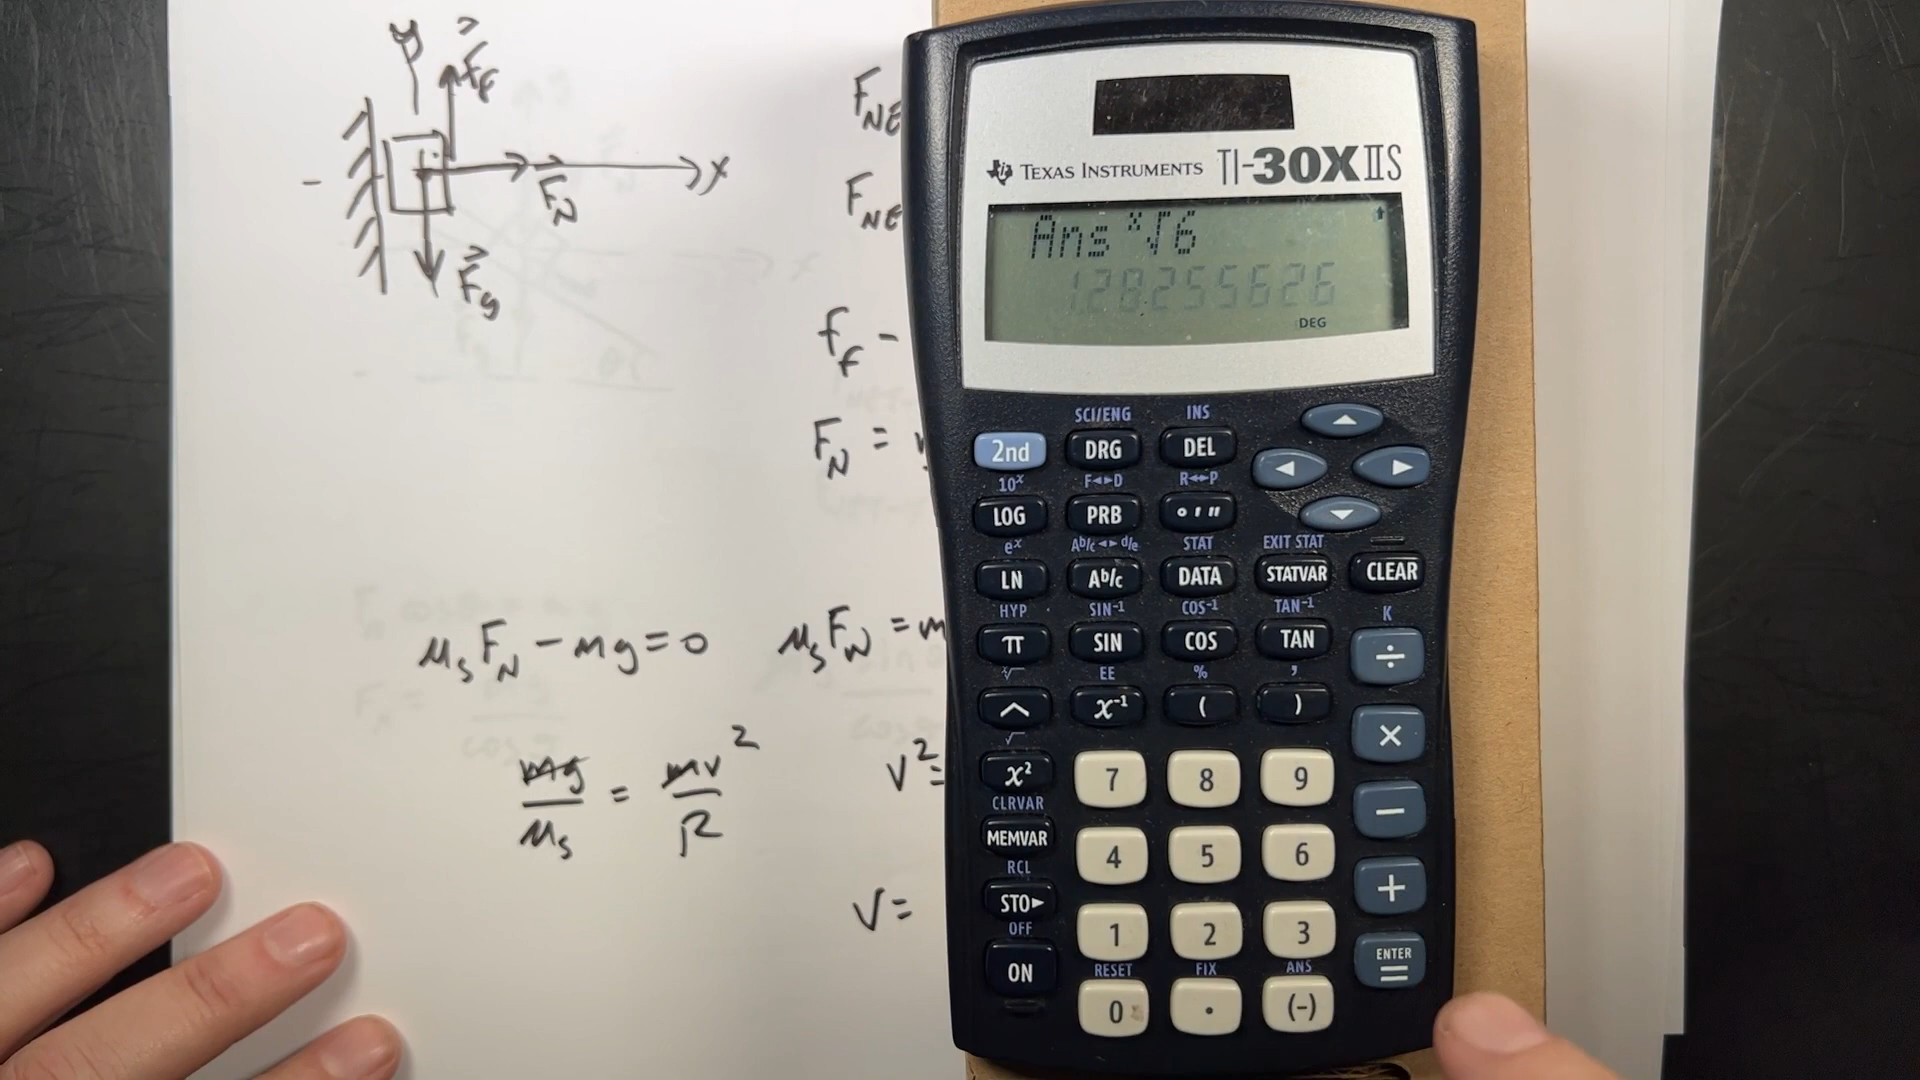 y
F_f
x
F_N
F_g
F_NE
F_NE
f_f -
F_N =
μ_s F_N - mg = 0
μ_s F_N = m
mg/μ_s = mv²/R
v² =
v =
TEXAS INSTRUMENTS TI-30X IIS
Ans ˣ√6
1.28255626
DEG
SCI/ENG INS
2nd DRG DEL
10ˣ F◄►D R◄►P
LOG PRB ° ' "
eˣ Ab/c◄►d/e STAT EXIT STAT
LN Ab/c DATA STATVAR CLEAR
HYP SIN⁻¹ COS⁻¹ TAN⁻¹ K
π SIN COS TAN ÷
ˣ√ EE % ,
^ x⁻¹ ( ) ×
√
x² 7 8 9 −
CLRVAR
MEMVAR 4 5 6 +
RCL
STO► 1 2 3 ENTER =
OFF RESET FIX ANS
ON 0 . (-)